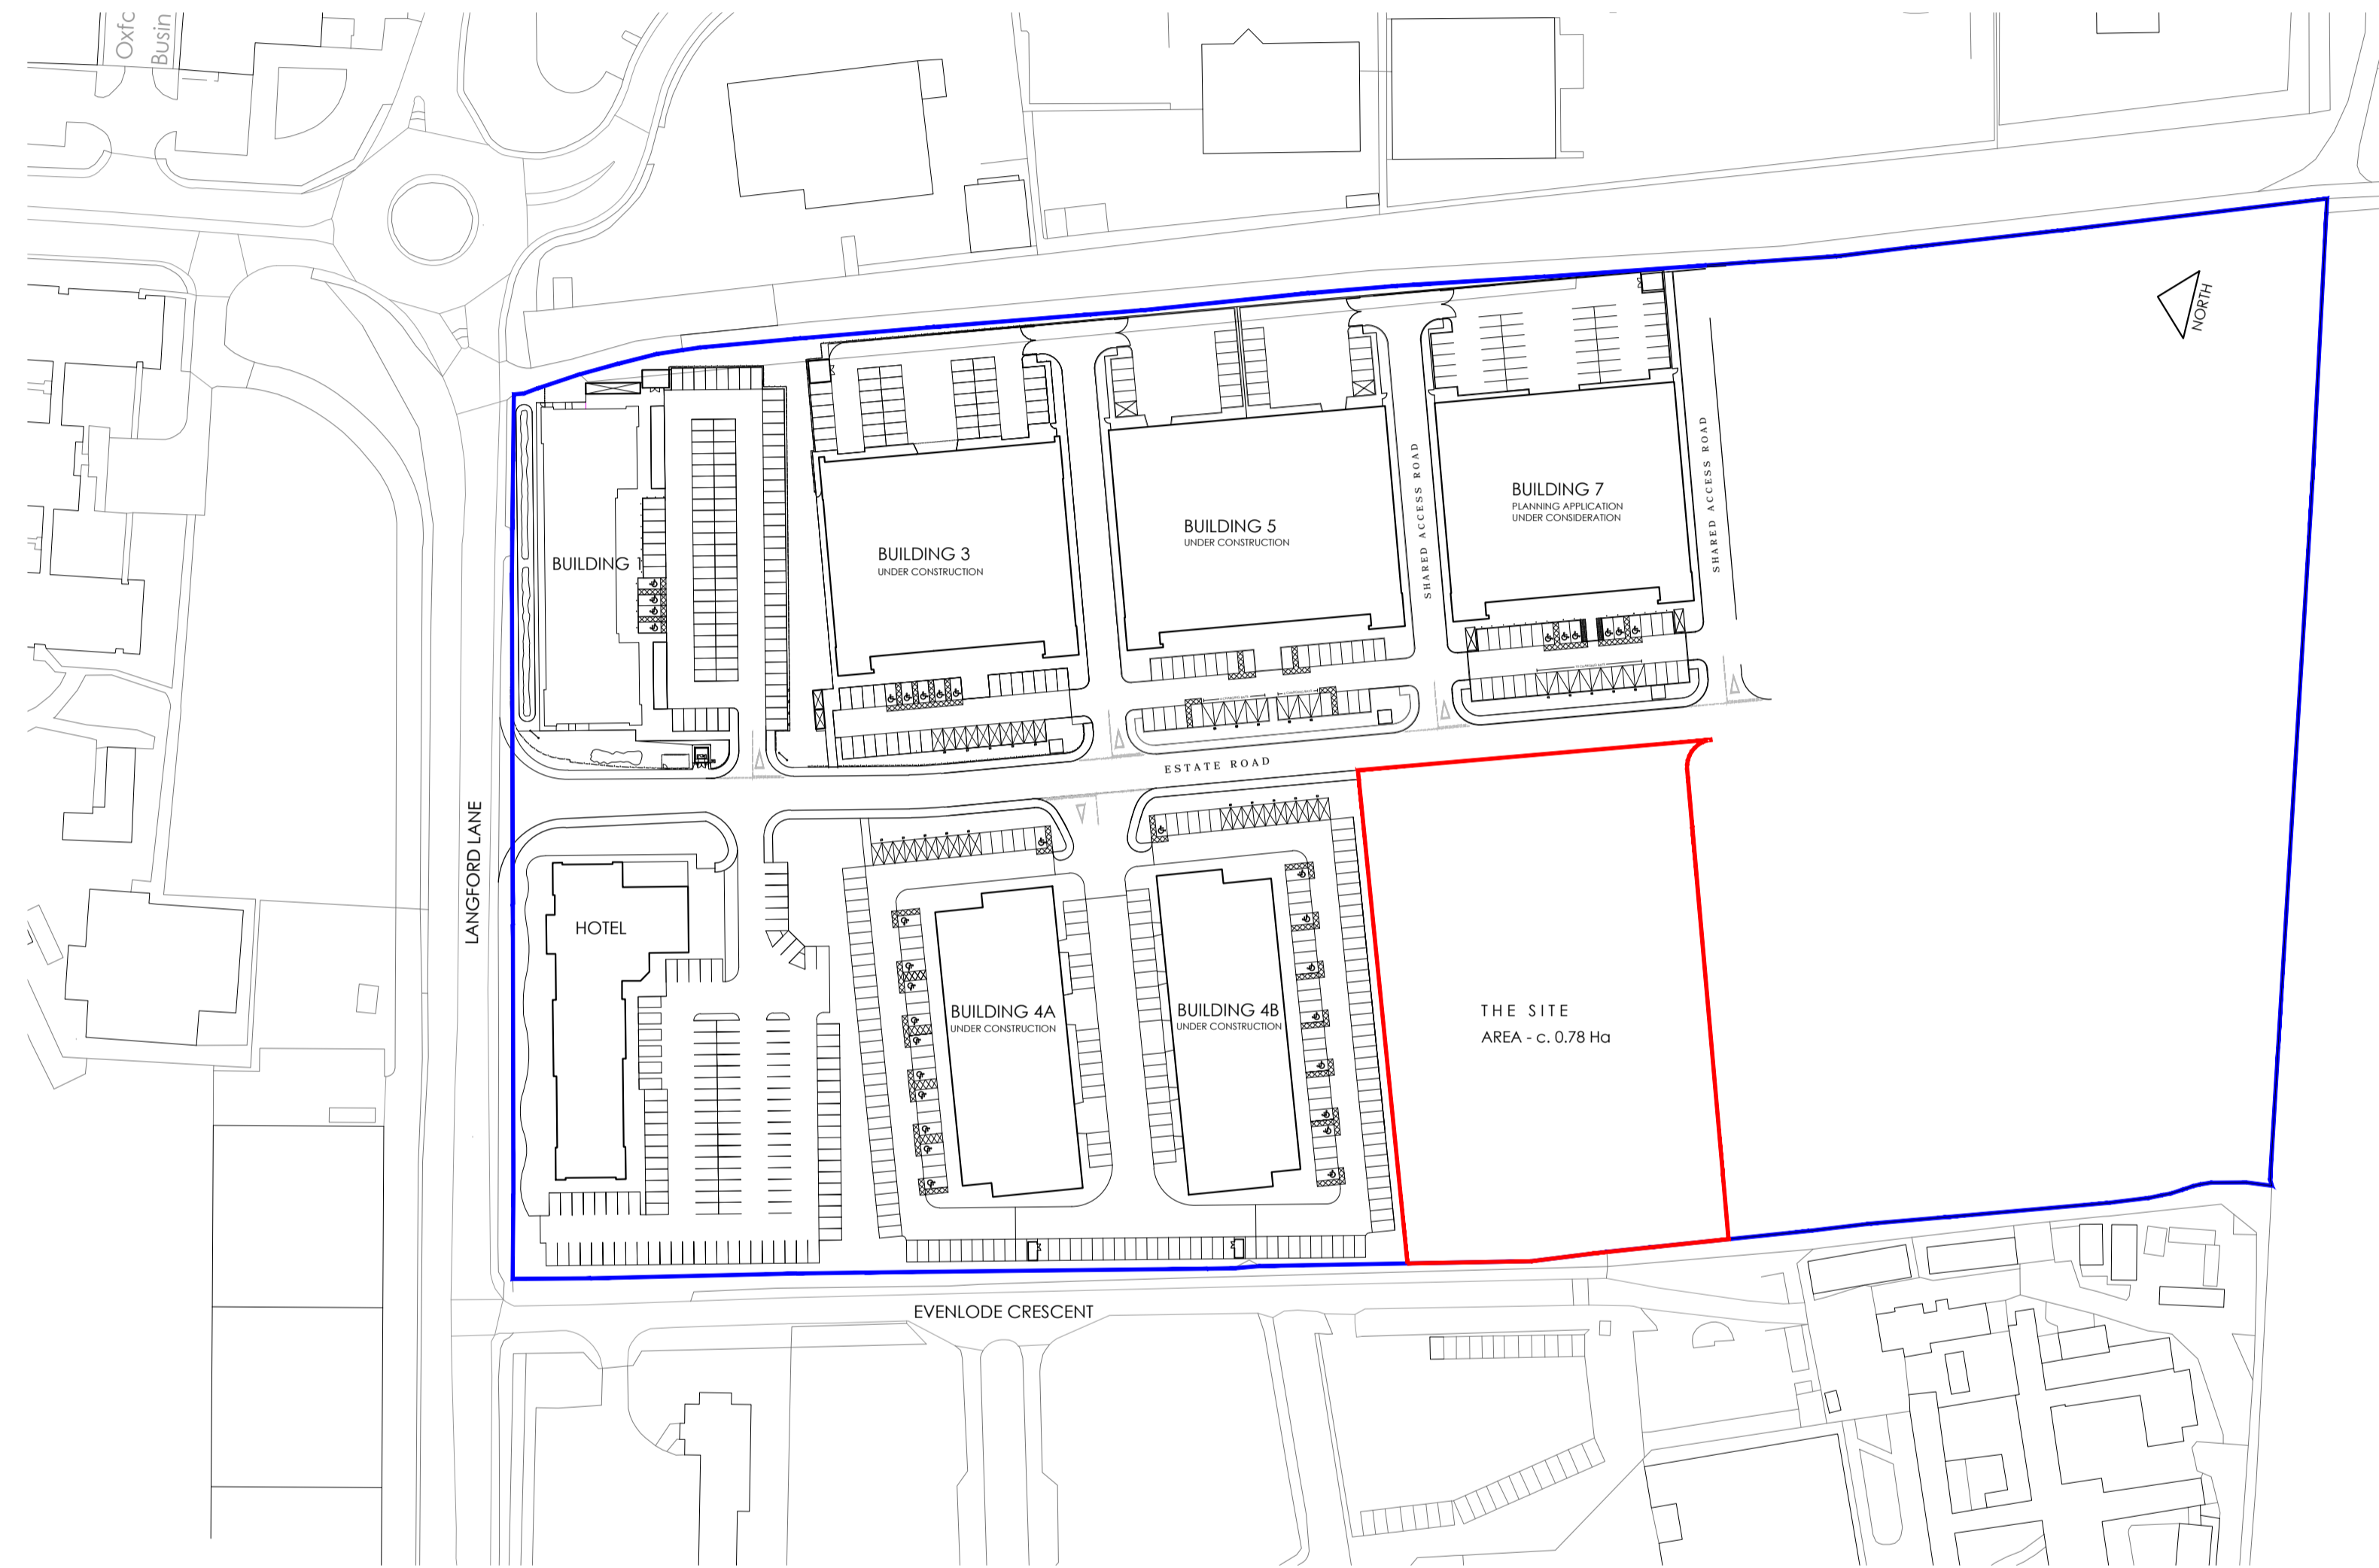 Oxfc
Busin
NORTH
SHARED ACCESS ROAD
SHARED ACCESS ROAD
BUILDING 7
PLANNING APPLICATION
UNDER CONSIDERATION
BUILDING 5
UNDER CONSTRUCTION
BUILDING 3
UNDER CONSTRUCTION
BUILDING 1
ESTATE ROAD
LANGFORD LANE
HOTEL
BUILDING 4A
UNDER CONSTRUCTION
BUILDING 4B
UNDER CONSTRUCTION
THE SITE
AREA - c. 0.78 Ha
EVENLODE CRESCENT